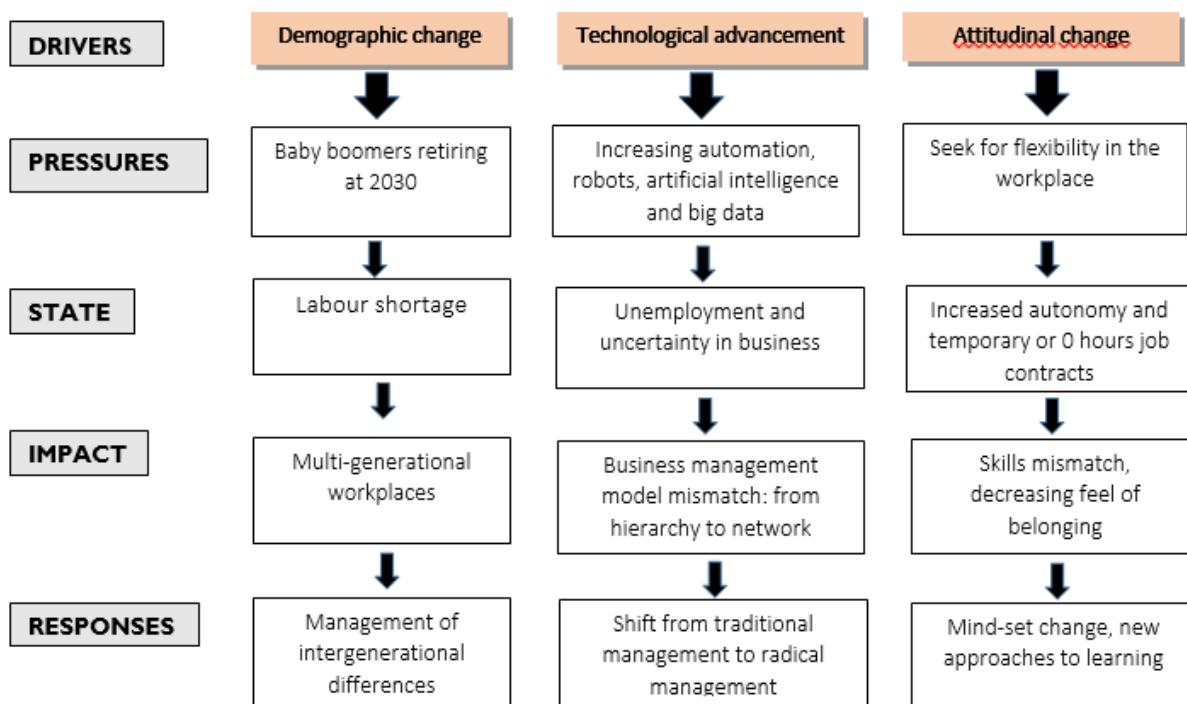 DRIVERS
Demographic change
Technological advancement
Attitudinal change
PRESSURES
Baby boomers retiring
at 2030
Increasing automation,
robots, artificial intelligence
and big data
Seek for flexibility in the
workplace
STATE
Labour shortage
Unemployment and
uncertainty in business
Increased autonomy and
temporary or 0 hours job
contracts
IMPACT
Multi-generational
workplaces
Business management
model mismatch: from
hierarchy to network
Skills mismatch,
decreasing feel of
belonging
RESPONSES
Management of
intergenerational
differences
Shift from traditional
management to radical
management
Mind-set change, new
approaches to learning